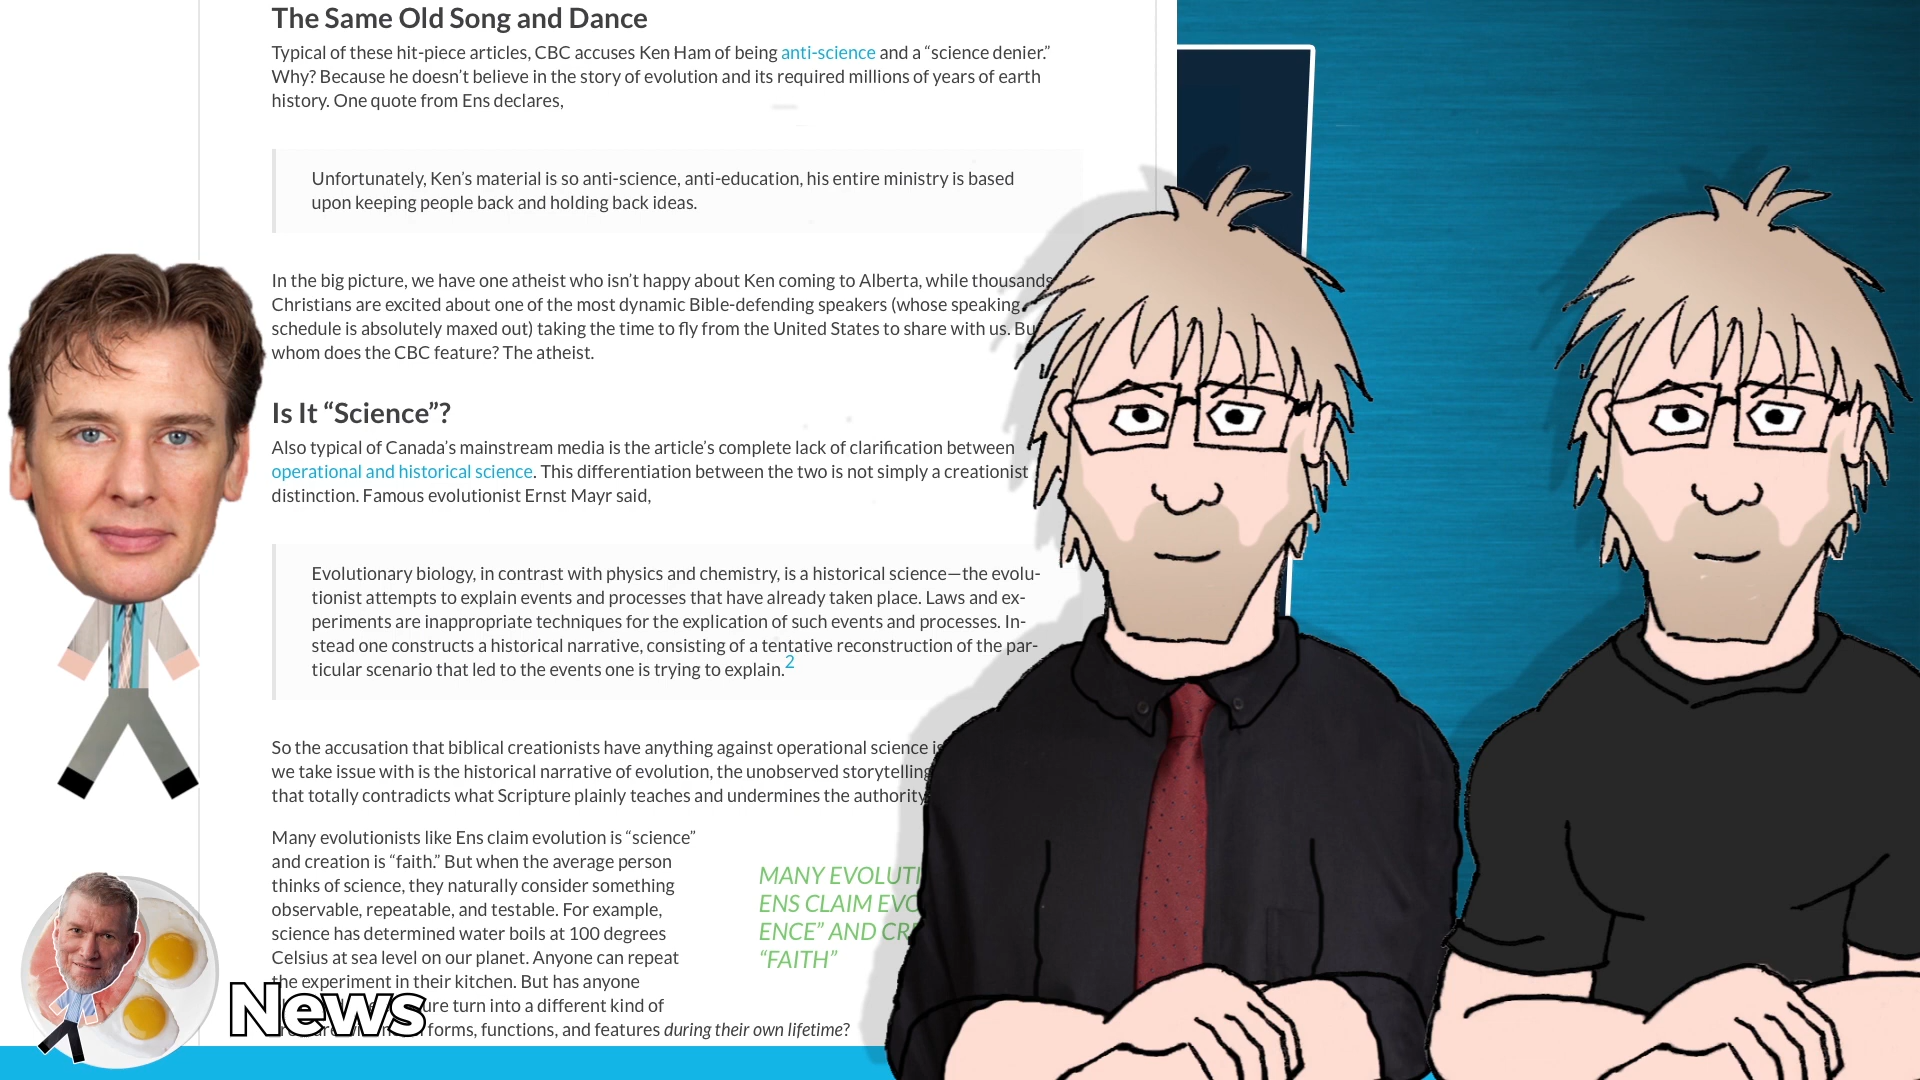 The Same Old Song and Dance
Typical of these hit-piece articles, CBC accuses Ken Ham of being anti-science and a “science denier.”
Why? Because he doesn’t believe in the story of evolution and its required millions of years of earth
history. One quote from Ens declares,
Unfortunately, Ken’s material is so anti-science, anti-education, his entire ministry is based
upon keeping people back and holding back ideas.
In the big picture, we have one atheist who isn’t happy about Ken coming to Alberta, while thousands
Christians are excited about one of the most dynamic Bible-defending speakers (whose speaking
schedule is absolutely maxed out) taking the time to fly from the United States to share with us. Bu
whom does the CBC feature? The atheist.
Is It “Science”?
Also typical of Canada’s mainstream media is the article’s complete lack of clarification between
operational and historical science. This differentiation between the two is not simply a creationist
distinction. Famous evolutionist Ernst Mayr said,
Evolutionary biology, in contrast with physics and chemistry, is a historical science—the evolu-
tionist attempts to explain events and processes that have already taken place. Laws and ex-
periments are inappropriate techniques for the explication of such events and processes. In-
stead one constructs a historical narrative, consisting of a tentative reconstruction of the par-
ticular scenario that led to the events one is trying to explain.2
So the accusation that biblical creationists have anything against operational science is
we take issue with is the historical narrative of evolution, the unobserved storytelling
that totally contradicts what Scripture plainly teaches and undermines the authority
Many evolutionists like Ens claim evolution is “science”
and creation is “faith.” But when the average person
thinks of science, they naturally consider something
observable, repeatable, and testable. For example,
science has determined water boils at 100 degrees
Celsius at sea level on our planet. Anyone can repeat
the experiment in their kitchen. But has anyone
ure turn into a different kind of
forms, functions, and features during their own lifetime?
MANY EVOLUTI
ENS CLAIM EVO
ENCE” AND CRE
“FAITH”
News